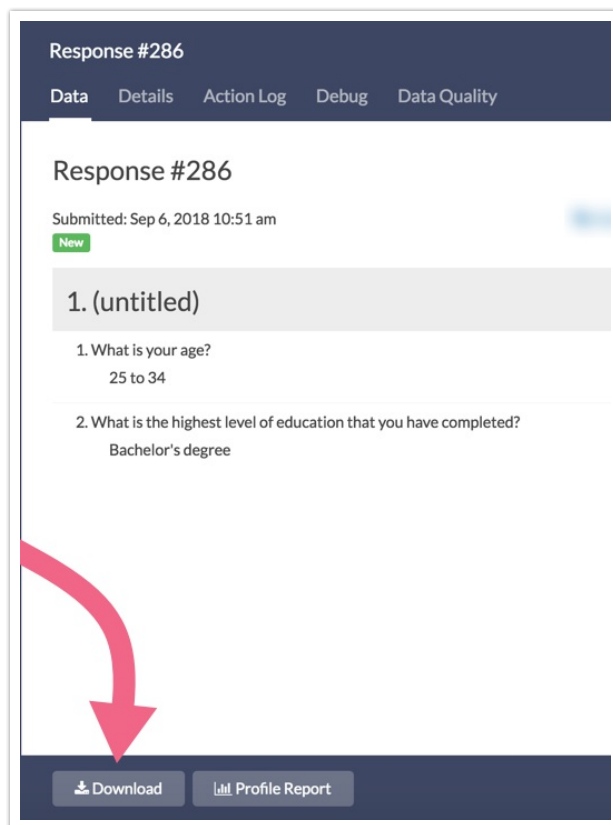 Response #286
Data Details Action Log Debug Data Quality
Response #286
Submitted: Sep 6, 2018 10:51 am
New
1. (untitled)
1. What is your age?
25 to 34
2. What is the highest level of education that you have completed?
Bachelor's degree
Download Profile Report